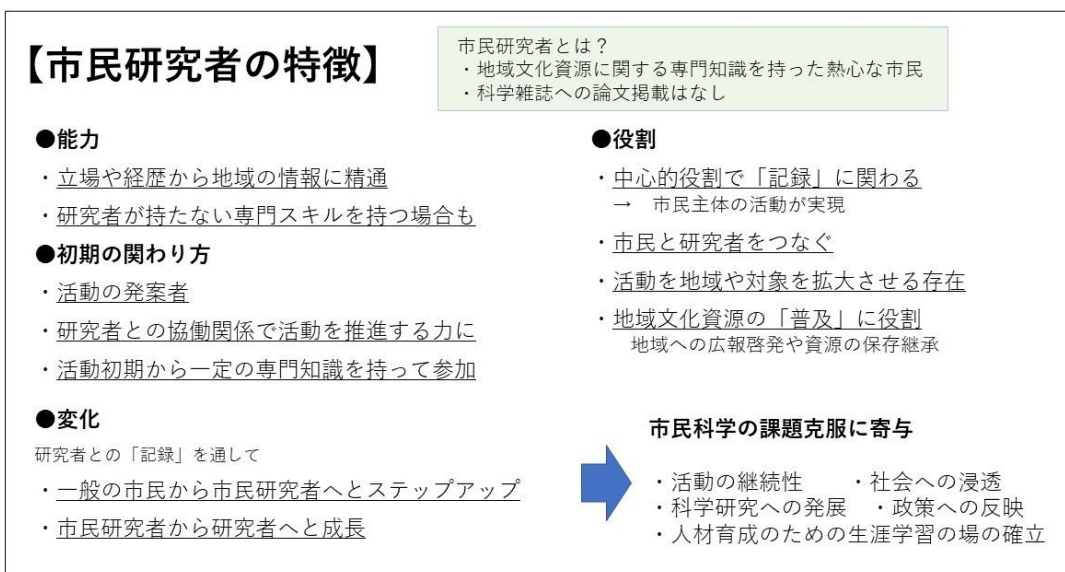 【市民研究者の特徴】
市民研究者とは？
・地域文化資源に関する専門知識を持った熱心な市民
・科学雑誌への論文掲載はなし
●能力
・立場や経歴から地域の情報に精通
・研究者が持たない専門スキルを持つ場合も
●初期の関わり方
・活動の発案者
・研究者との協働関係で活動を推進する力に
・活動初期から一定の専門知識を持って参加
●変化
研究者との「記録」を通して
・一般の市民から市民研究者へとステップアップ
・市民研究者から研究者へと成長
●役割
・中心的役割で「記録」に関わる
→　市民主体の活動が実現
・市民と研究者をつなぐ
・活動を地域や対象を拡大させる存在
・地域文化資源の「普及」に役割
地域への広報啓発や資源の保存継承
市民科学の課題克服に寄与
・活動の継続性　　・社会への浸透
・科学研究への発展　・政策への反映
・人材育成のための生涯学習の場の確立